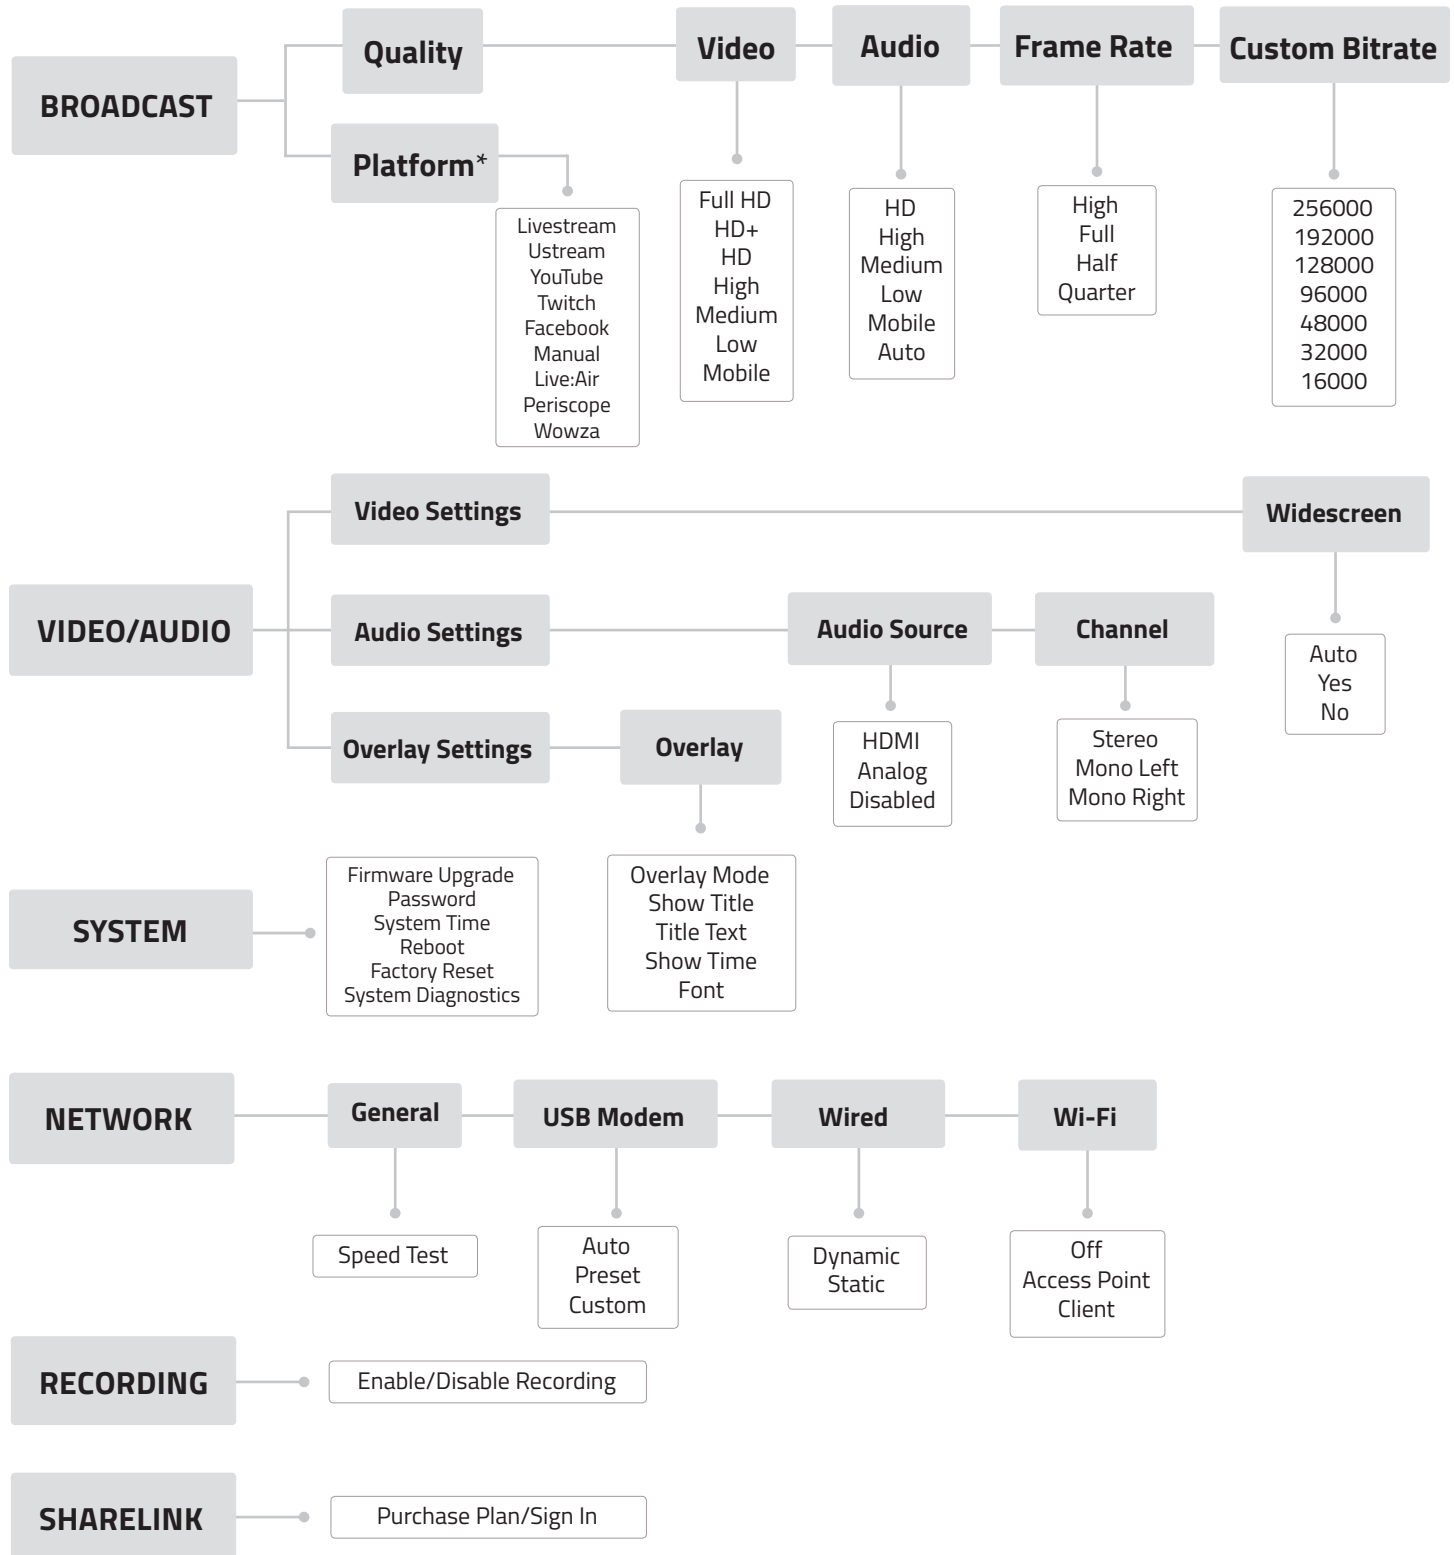 BROADCAST
Quality
Video
Audio
Frame Rate
Custom Bitrate
Platform*
Livestream
Ustream
YouTube
Twitch
Facebook
Manual
Live:Air
Periscope
Wowza
Full HD
HD+
HD
High
Medium
Low
Mobile
HD
High
Medium
Low
Mobile
Auto
High
Full
Half
Quarter
256000
192000
128000
96000
48000
32000
16000
VIDEO/AUDIO
Video Settings
Widescreen
Auto
Yes
No
Audio Settings
Audio Source
HDMI
Analog
Disabled
Channel
Stereo
Mono Left
Mono Right
Overlay Settings
Overlay
Overlay Mode
Show Title
Title Text
Show Time
Font
SYSTEM
Firmware Upgrade
Password
System Time
Reboot
Factory Reset
System Diagnostics
NETWORK
General
USB Modem
Wired
Wi-Fi
Speed Test
Auto
Preset
Custom
Dynamic
Static
Off
Access Point
Client
RECORDING
Enable/Disable Recording
SHARELINK
Purchase Plan/Sign In